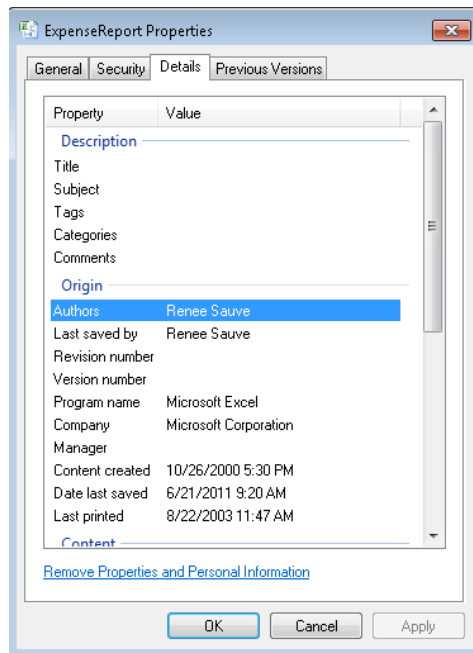 ExpenseReport Properties
General Security Details Previous Versions
Property Value
Description
Title
Subject
Tags
Categories
Comments
Origin
Authors Renee Sauve
Last saved by Renee Sauve
Revision number
Version number
Program name Microsoft Excel
Company Microsoft Corporation
Manager
Content created 10/26/2000 5:30 PM
Date last saved 6/21/2011 9:20 AM
Last printed 8/22/2003 11:47 AM
Content
Remove Properties and Personal Information
OK Cancel Apply